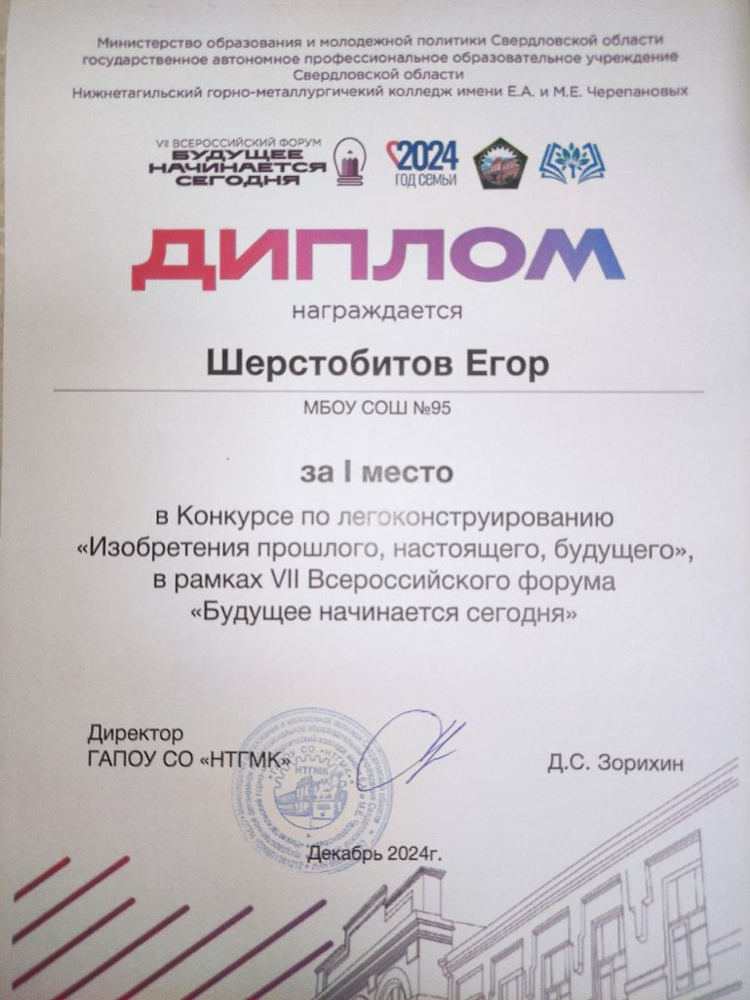 Министерство образования и молодежной политики Свердловской области
государственное автономное профессиональное образовательное учреждение
Свердловской области
Нижнетагильский горно-металлургичекий колледж имени Е.А. и М.Е. Черепановых
VII ВСЕРОССИЙСКИЙ ФОРУМ
БУДУЩЕЕ
НАЧИНАЕТСЯ
СЕГОДНЯ
2024
ГОД СЕМЬИ
ДИПЛОМ
награждается
Шерстобитов Егор
МБОУ СОШ №95
за I место
в Конкурсе по легоконструированию
«Изобретения прошлого, настоящего, будущего»,
в рамках VII Всероссийского форума
«Будущее начинается сегодня»
Директор
ГАПОУ СО «НТГМК»
Д.С. Зорихин
НТГМК
Декабрь 2024г.